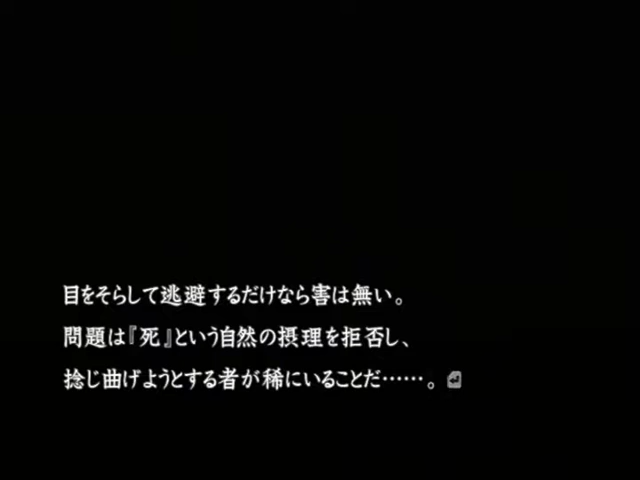 目をそらして逃避するだけなら害は無い。
問題は『死』という自然の摂理を拒否し、
捻じ曲げようとする者が稀にいることだ……。